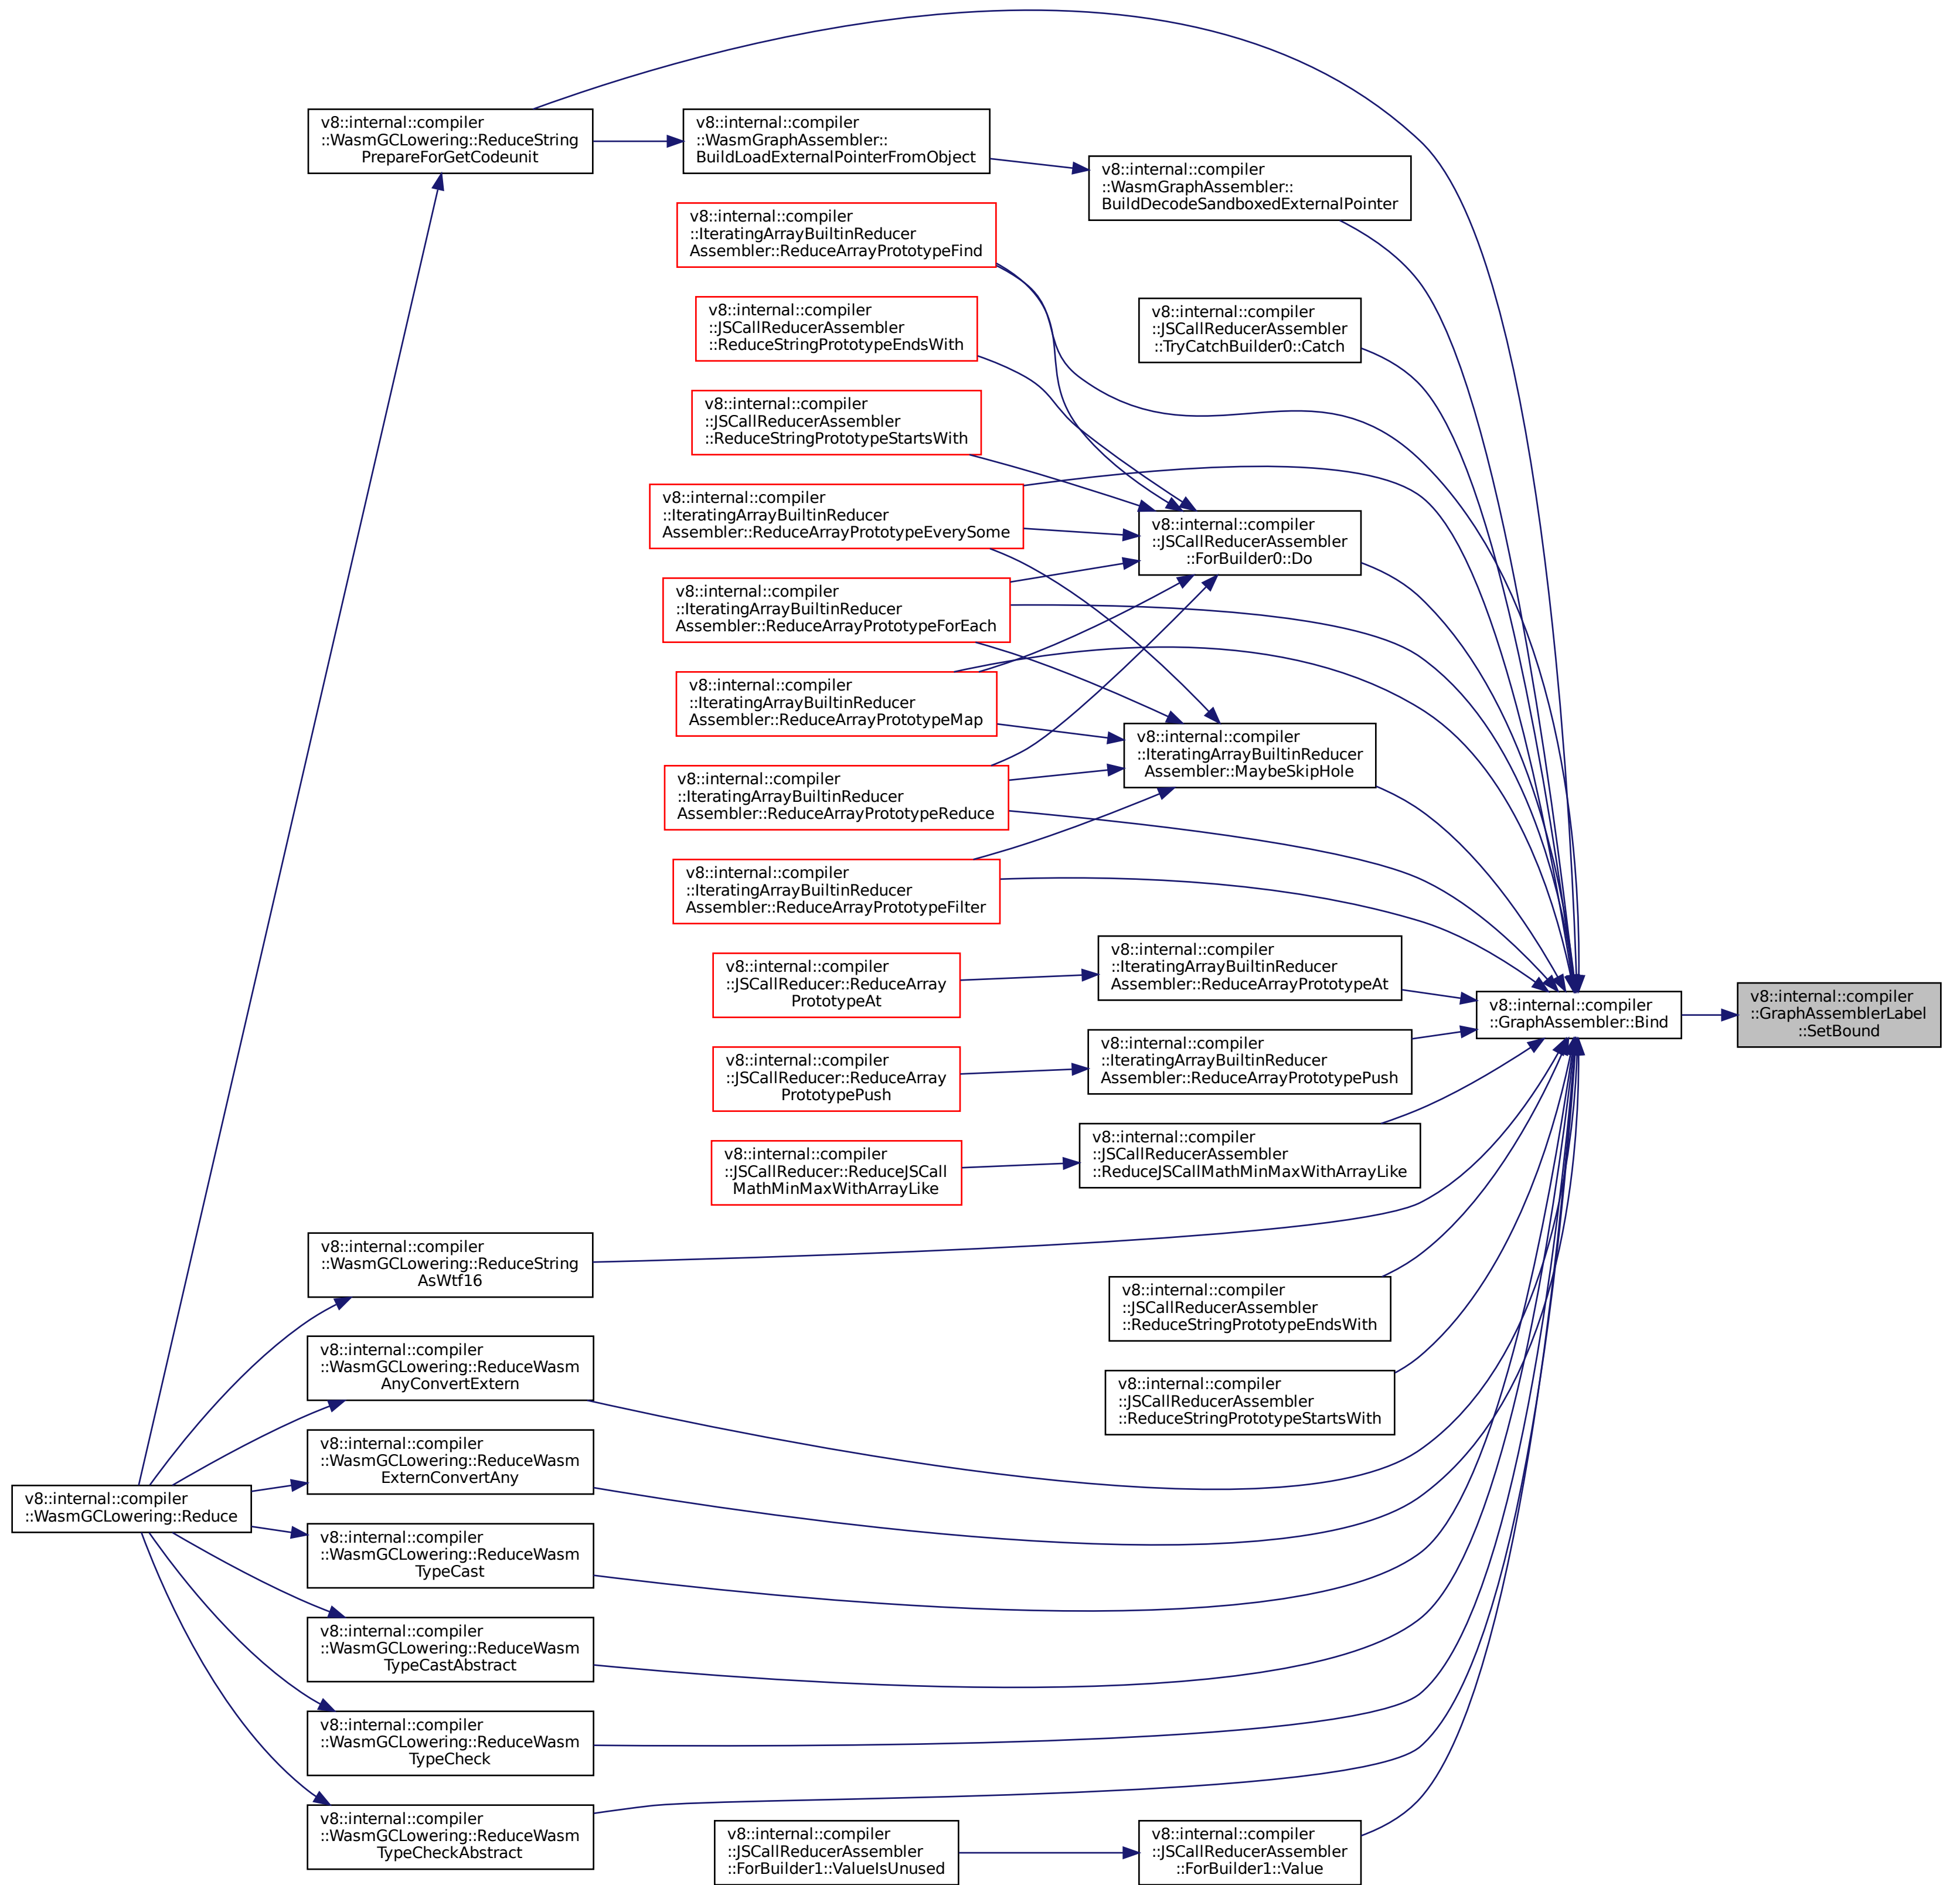 v8::internal::compiler
::WasmGCLowering::ReduceString
PrepareForGetCodeunit
v8::internal::compiler
::WasmGraphAssembler::
BuildLoadExternalPointerFromObject
v8::internal::compiler
::WasmGraphAssembler::
BuildDecodeSandboxedExternalPointer
v8::internal::compiler
::IteratingArrayBuiltinReducer
Assembler::ReduceArrayPrototypeFind
v8::internal::compiler
::JSCallReducerAssembler
::ReduceStringPrototypeEndsWith
v8::internal::compiler
::JSCallReducerAssembler
::TryCatchBuilder0::Catch
v8::internal::compiler
::JSCallReducerAssembler
::ReduceStringPrototypeStartsWith
v8::internal::compiler
::IteratingArrayBuiltinReducer
Assembler::ReduceArrayPrototypeEverySome
v8::internal::compiler
::JSCallReducerAssembler
::ForBuilder0::Do
v8::internal::compiler
::IteratingArrayBuiltinReducer
Assembler::ReduceArrayPrototypeForEach
v8::internal::compiler
::IteratingArrayBuiltinReducer
Assembler::ReduceArrayPrototypeMap
v8::internal::compiler
::IteratingArrayBuiltinReducer
Assembler::MaybeSkipHole
v8::internal::compiler
::IteratingArrayBuiltinReducer
Assembler::ReduceArrayPrototypeReduce
v8::internal::compiler
::IteratingArrayBuiltinReducer
Assembler::ReduceArrayPrototypeFilter
v8::internal::compiler
::JSCallReducer::ReduceArray
PrototypeAt
v8::internal::compiler
::IteratingArrayBuiltinReducer
Assembler::ReduceArrayPrototypeAt
v8::internal::compiler
::GraphAssembler::Bind
v8::internal::compiler
::GraphAssemblerLabel
::SetBound
v8::internal::compiler
::JSCallReducer::ReduceArray
PrototypePush
v8::internal::compiler
::IteratingArrayBuiltinReducer
Assembler::ReduceArrayPrototypePush
v8::internal::compiler
::JSCallReducer::ReduceJSCall
MathMinMaxWithArrayLike
v8::internal::compiler
::JSCallReducerAssembler
::ReduceJSCallMathMinMaxWithArrayLike
v8::internal::compiler
::WasmGCLowering::ReduceString
AsWtf16
v8::internal::compiler
::JSCallReducerAssembler
::ReduceStringPrototypeEndsWith
v8::internal::compiler
::WasmGCLowering::ReduceWasm
AnyConvertExtern
v8::internal::compiler
::JSCallReducerAssembler
::ReduceStringPrototypeStartsWith
v8::internal::compiler
::WasmGCLowering::ReduceWasm
ExternConvertAny
v8::internal::compiler
::WasmGCLowering::Reduce
v8::internal::compiler
::WasmGCLowering::ReduceWasm
TypeCast
v8::internal::compiler
::WasmGCLowering::ReduceWasm
TypeCastAbstract
v8::internal::compiler
::WasmGCLowering::ReduceWasm
TypeCheck
v8::internal::compiler
::WasmGCLowering::ReduceWasm
TypeCheckAbstract
v8::internal::compiler
::JSCallReducerAssembler
::ForBuilder1::ValueIsUnused
v8::internal::compiler
::JSCallReducerAssembler
::ForBuilder1::Value